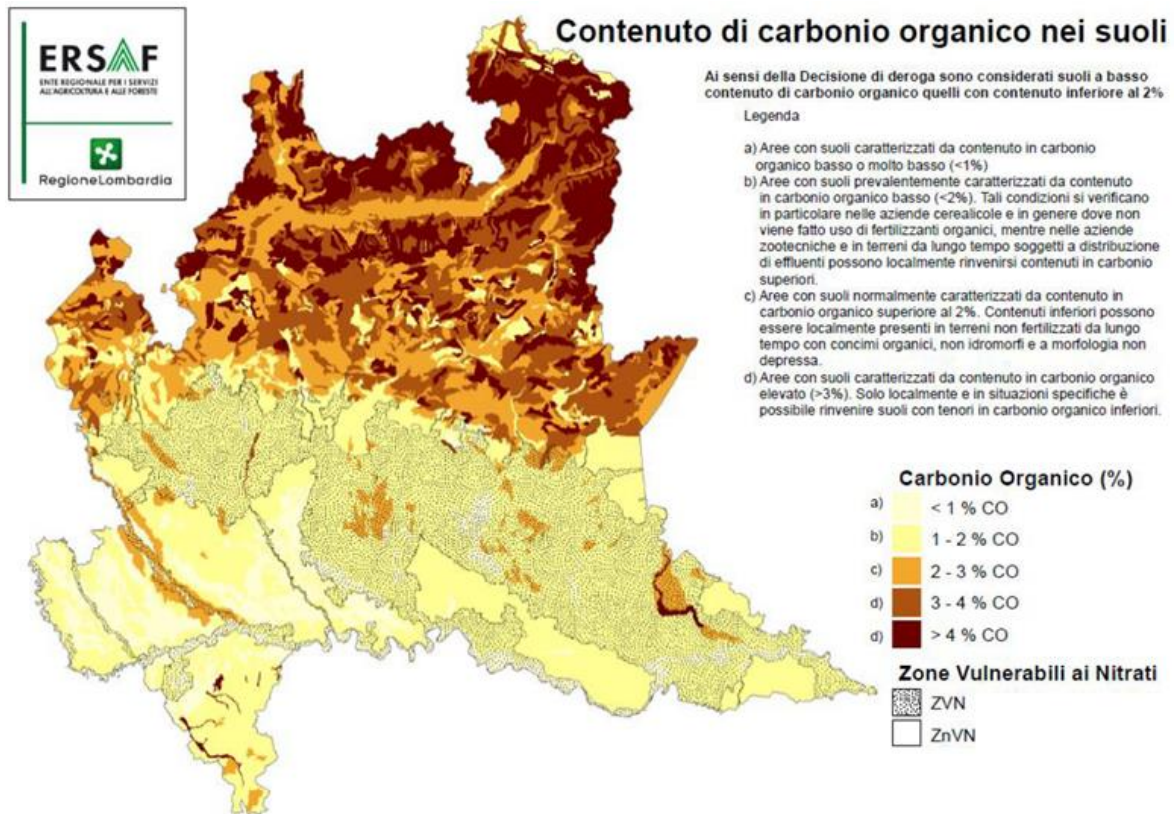 ERSAF
ENTE REGIONALE PER I SERVIZI
ALL'AGRICOLTURA E ALLE FORESTE
RegioneLombardia
Contenuto di carbonio organico nei suoli
Ai sensi della Decisione di deroga sono considerati suoli a basso
contenuto di carbonio organico quelli con contenuto inferiore al 2%
Legenda
a) Aree con suoli caratterizzati da contenuto in carbonio
organico basso o molto basso (<1%)
b) Aree con suoli prevalentemente caratterizzati da contenuto
in carbonio organico basso (<2%). Tali condizioni si verificano
in particolare nelle aziende cerealicole e in genere dove non
viene fatto uso di fertilizzanti organici, mentre nelle aziende
zootecniche e in terreni da lungo tempo soggetti a distribuzione
di effluenti possono localmente rinvenirsi contenuti in carbonio
superiori.
c) Aree con suoli normalmente caratterizzati da contenuto in
carbonio organico superiore al 2%. Contenuti inferiori possono
essere localmente presenti in terreni non fertilizzati da lungo
tempo con concimi organici, non idromorfi e a morfologia non
depressa.
d) Aree con suoli caratterizzati da contenuto in carbonio organico
elevato (>3%). Solo localmente e in situazioni specifiche è
possibile rinvenire suoli con tenori in carbonio organico inferiori.
Carbonio Organico (%)
a) < 1 % CO
b) 1 - 2 % CO
c) 2 - 3 % CO
d) 3 - 4 % CO
d) > 4 % CO
Zone Vulnerabili ai Nitrati
ZVN
ZnVN